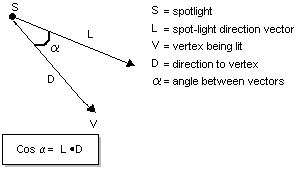 S
L
α
D
V
S = spotlight
L = spot-light direction vector
V = vertex being lit
D = direction to vertex
α = angle between vectors
Cos α = L •D